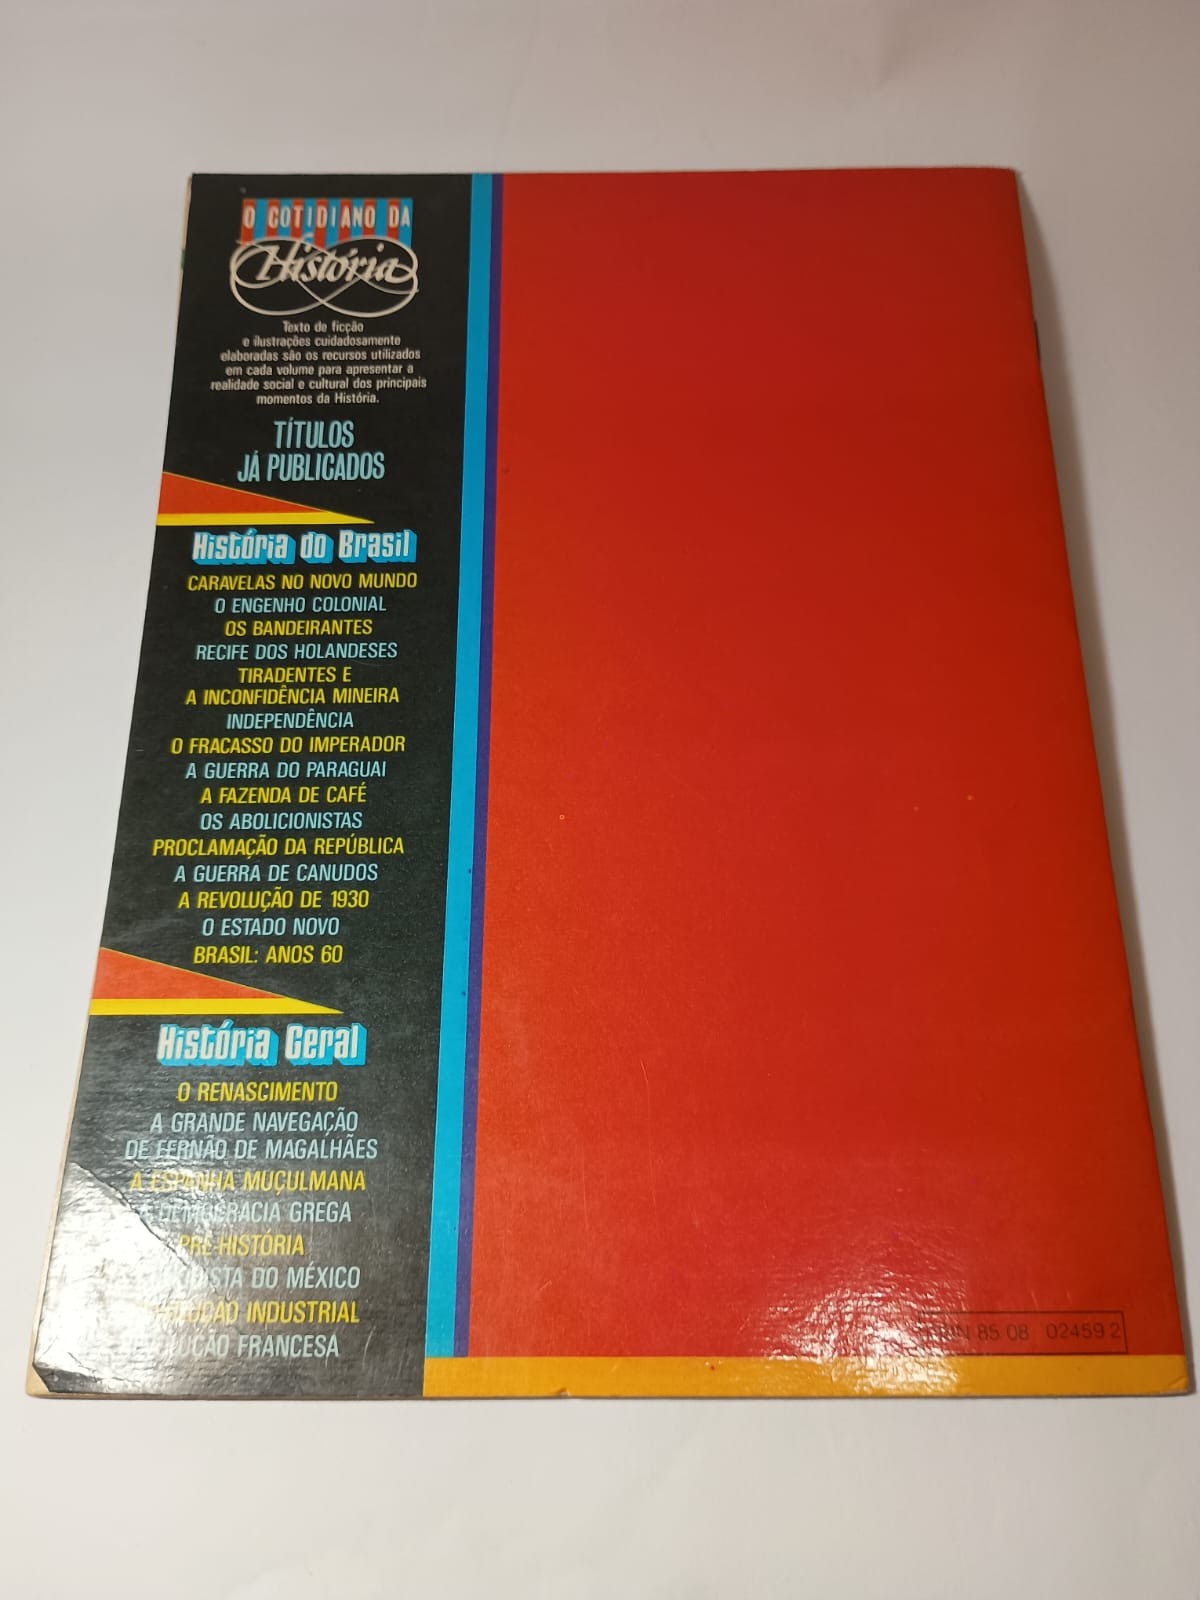 O COTIDIANO DA
História
Texto de ficção
e ilustrações cuidadosamente
elaboradas são os recursos utilizados
em cada volume para apresentar a
realidade social e cultural dos principais
momentos da História.
TÍTULOS
JÁ PUBLICADOS
História do Brasil
CARAVELAS NO NOVO MUNDO
O ENGENHO COLONIAL
OS BANDEIRANTES
RECIFE DOS HOLANDESES
TIRADENTES E
A INCONFIDÊNCIA MINEIRA
INDEPENDÊNCIA
O FRACASSO DO IMPERADOR
A GUERRA DO PARAGUAI
A FAZENDA DE CAFÉ
OS ABOLICIONISTAS
PROCLAMAÇÃO DA REPÚBLICA
A GUERRA DE CANUDOS
A REVOLUÇÃO DE 1930
O ESTADO NOVO
BRASIL: ANOS 60
História Geral
O RENASCIMENTO
A GRANDE NAVEGAÇÃO
DE FERNÃO DE MAGALHÃES
A ESPANHA MUÇULMANA
DEMOCRACIA GREGA
PRÉ-HISTÓRIA
DO MÉXICO
INDUSTRIAL
FRANCESA
85 08 02459 2